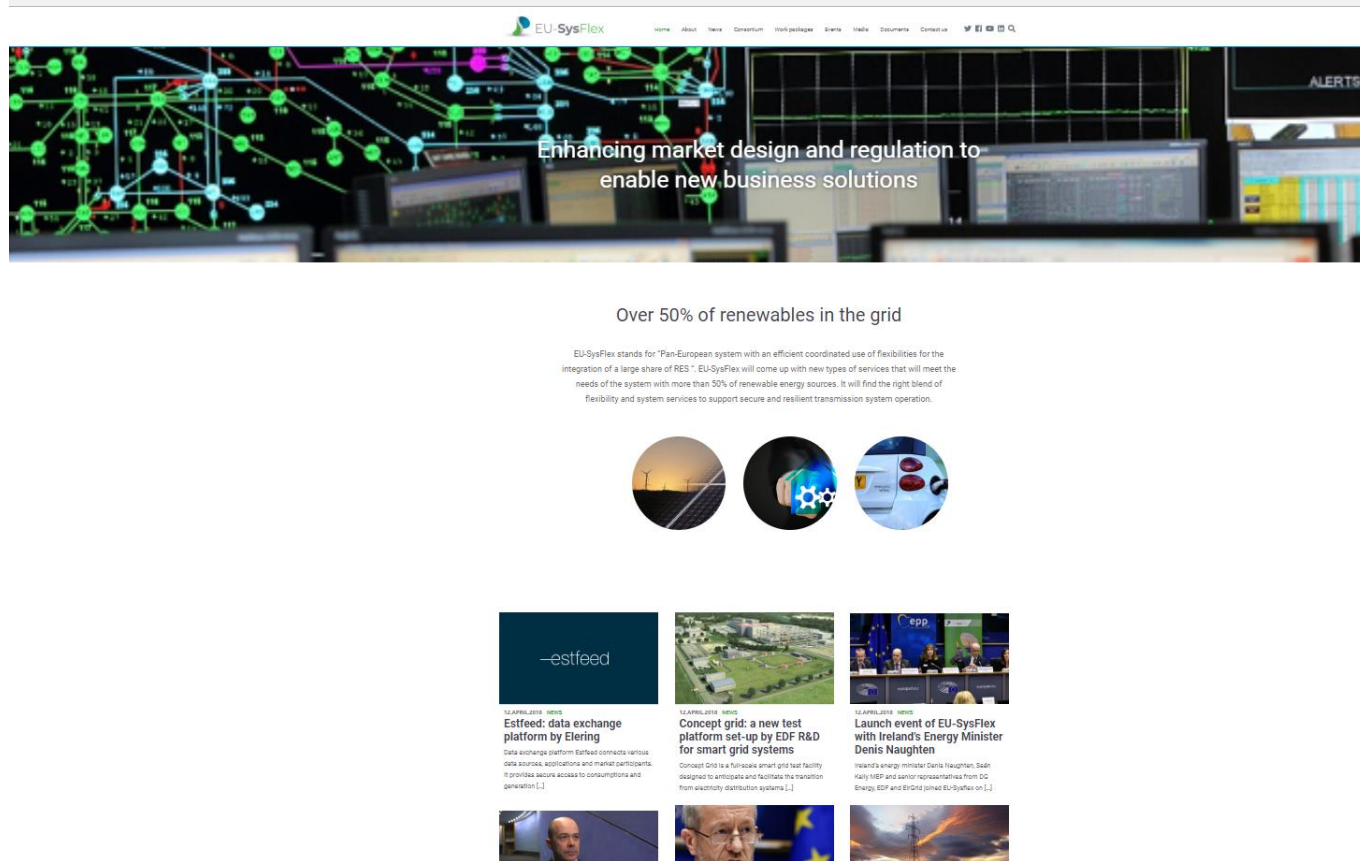 EU-SysFlex
Home About News Consortium Work packages Events Media Documents Contact us
ALERTS
Enhancing market design and regulation to
enable new business solutions
Over 50% of renewables in the grid
EU-SysFlex stands for "Pan-European system with an efficient coordinated use of flexibilities for the
integration of a large share of RES ". EU-SysFlex will come up with new types of services that will meet the
needs of the system with more than 50% of renewable energy sources. It will find the right blend of
flexibility and system services to support secure and resilient transmission system operation.
estfeed
epp
12.APRIL.2018 NEWS
Estfeed: data exchange
platform by Elering
Data exchange platform Estfeed connects various
data sources, applications and market participants.
It provides secure access to consumptions and
generation [...]
12.APRIL.2018 NEWS
Concept grid: a new test
platform set-up by EDF R&D
for smart grid systems
Concept Grid is a full-scale smart grid test facility
designed to anticipate and facilitate the transition
from electricity distribution systems [...]
12.APRIL.2018 NEWS
Launch event of EU-SysFlex
with Ireland's Energy Minister
Denis Naughten
Ireland's energy minister Denis Naughten, Seán
Kelly MEP and senior representatives from DG
Energy, EDF and EirGrid joined EU-Sysflex on [...]